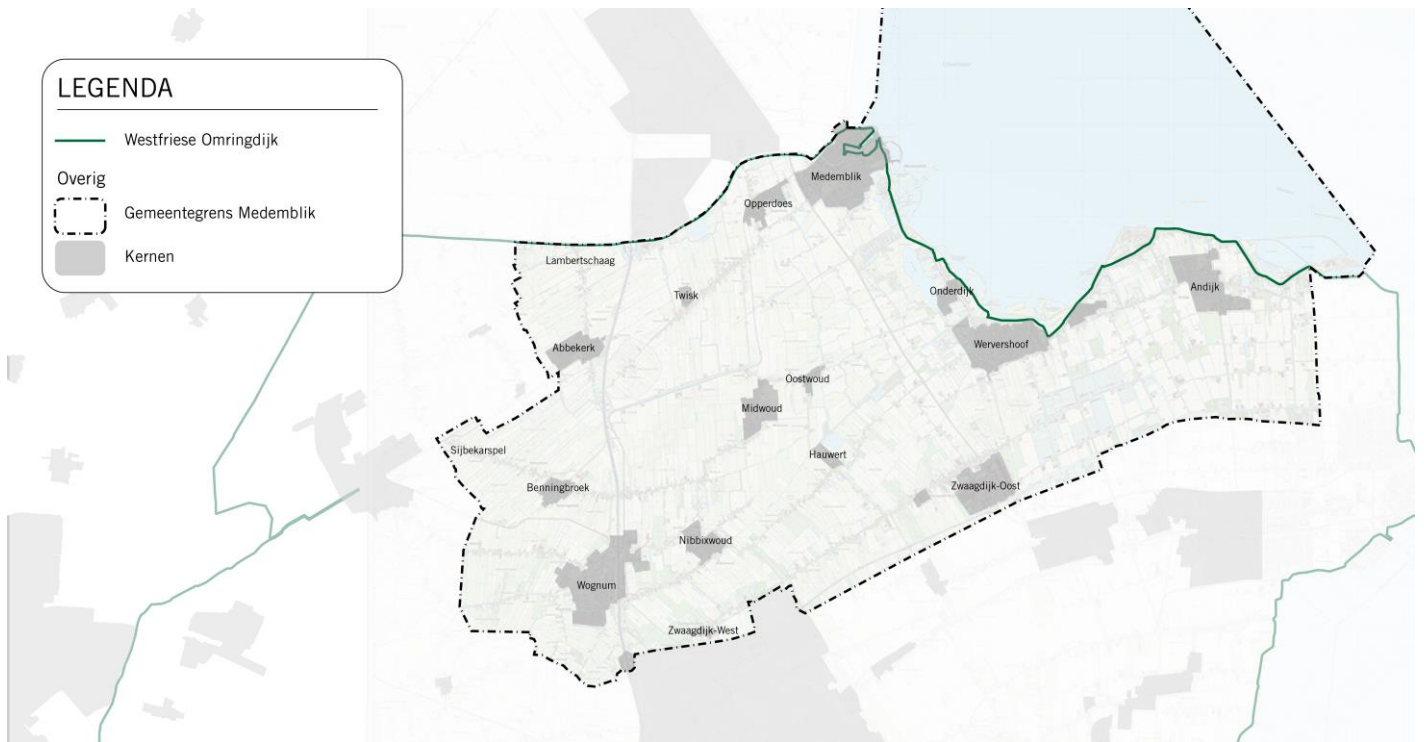 LEGENDA
Westfriese Omringdijk
Overig
Gemeentegrens Medemblik
Kernen
Medemblik
Opperdoes
Lambertschaag
Twisk
Onderdijk
Andijk
Abbekerk
Wervershoof
Oostwoud
Midwoud
Sijbekarspel
Hauwert
Benningbroek
Zwaagdijk-Oost
Nibbixwoud
Wognum
Zwaagdijk-West